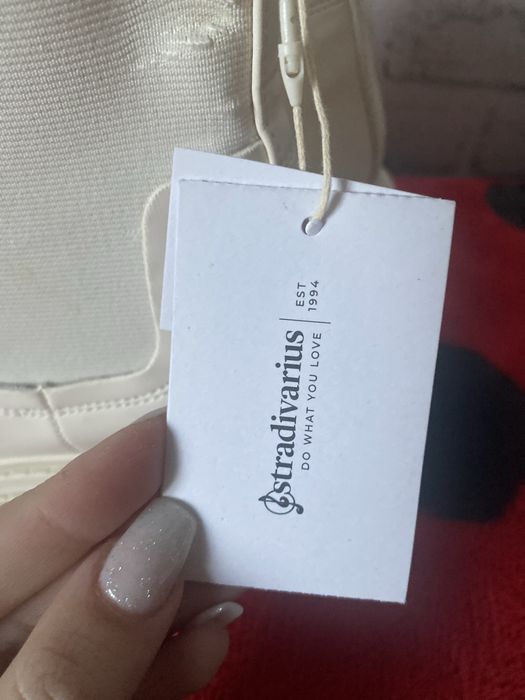 stradivarius
DO WHAT YOU LOVE
EST
1994